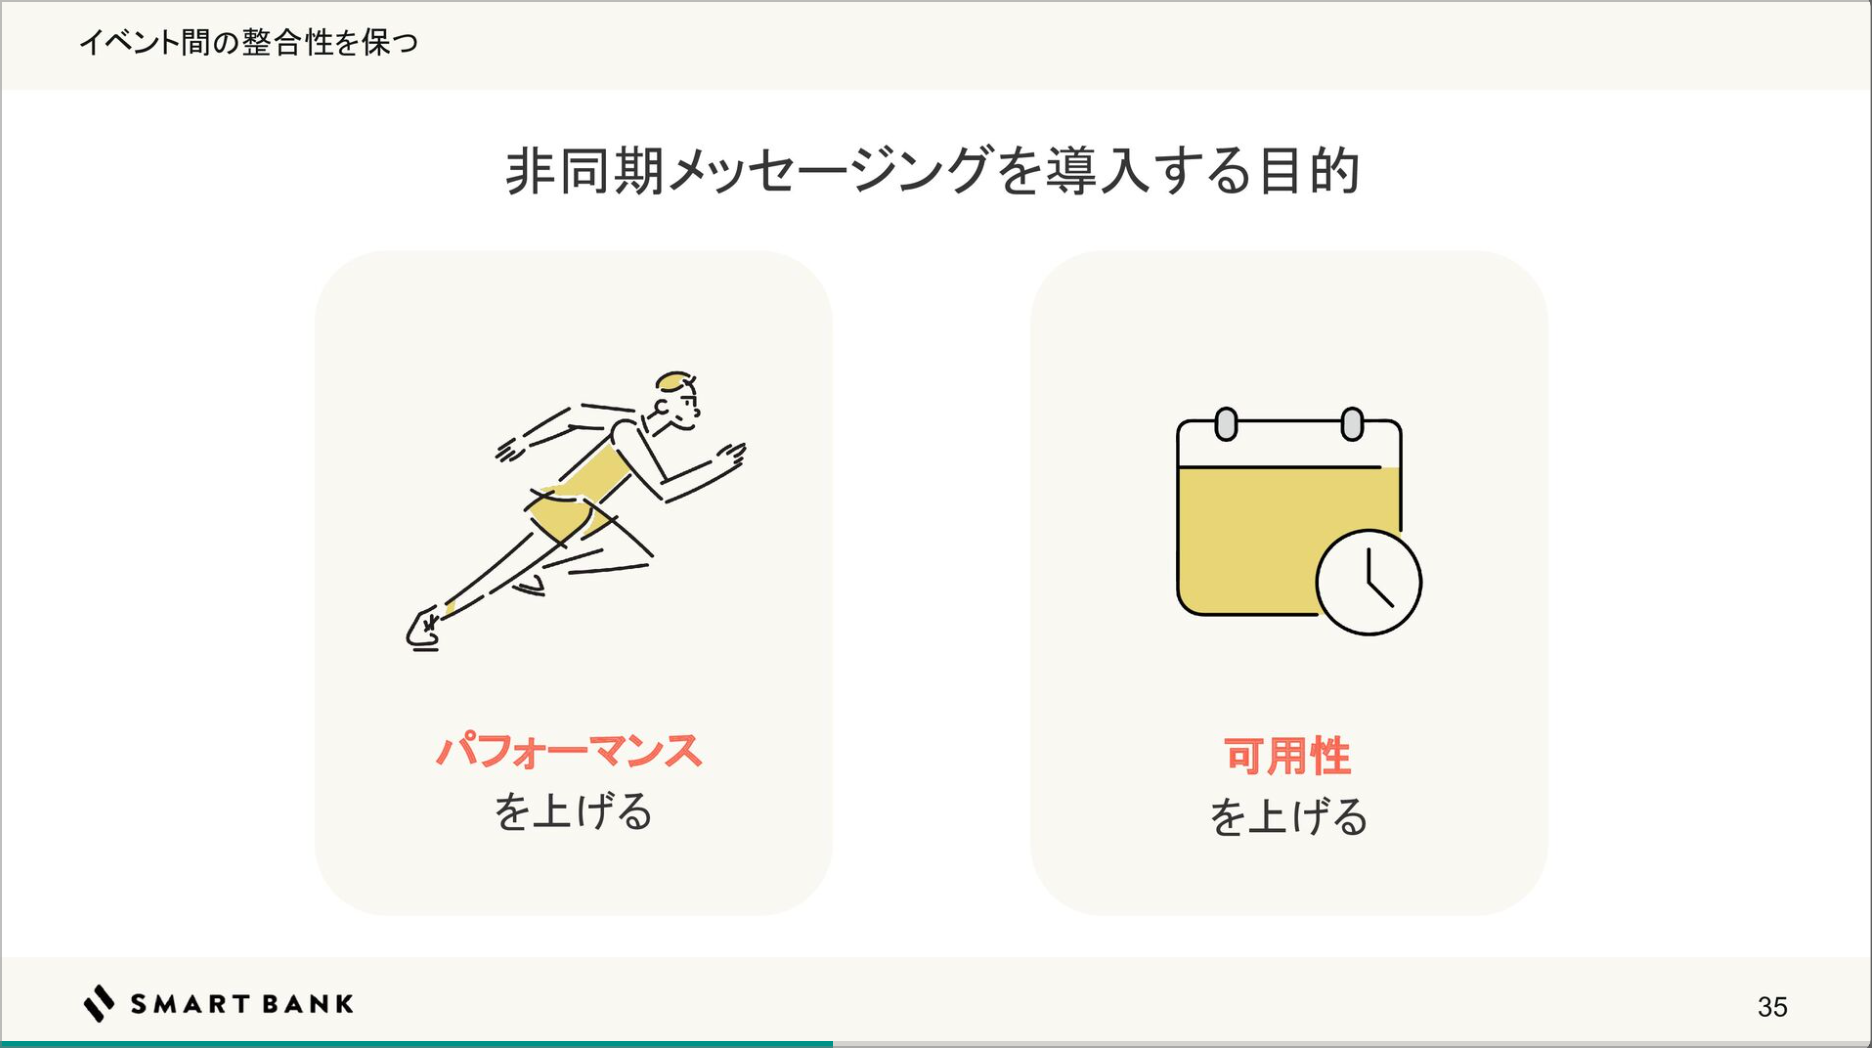 イベント間の整合性を保つ
非同期メッセージングを導入する目的
パフォーマンス
を上げる
可用性
を上げる
SMART BANK
35